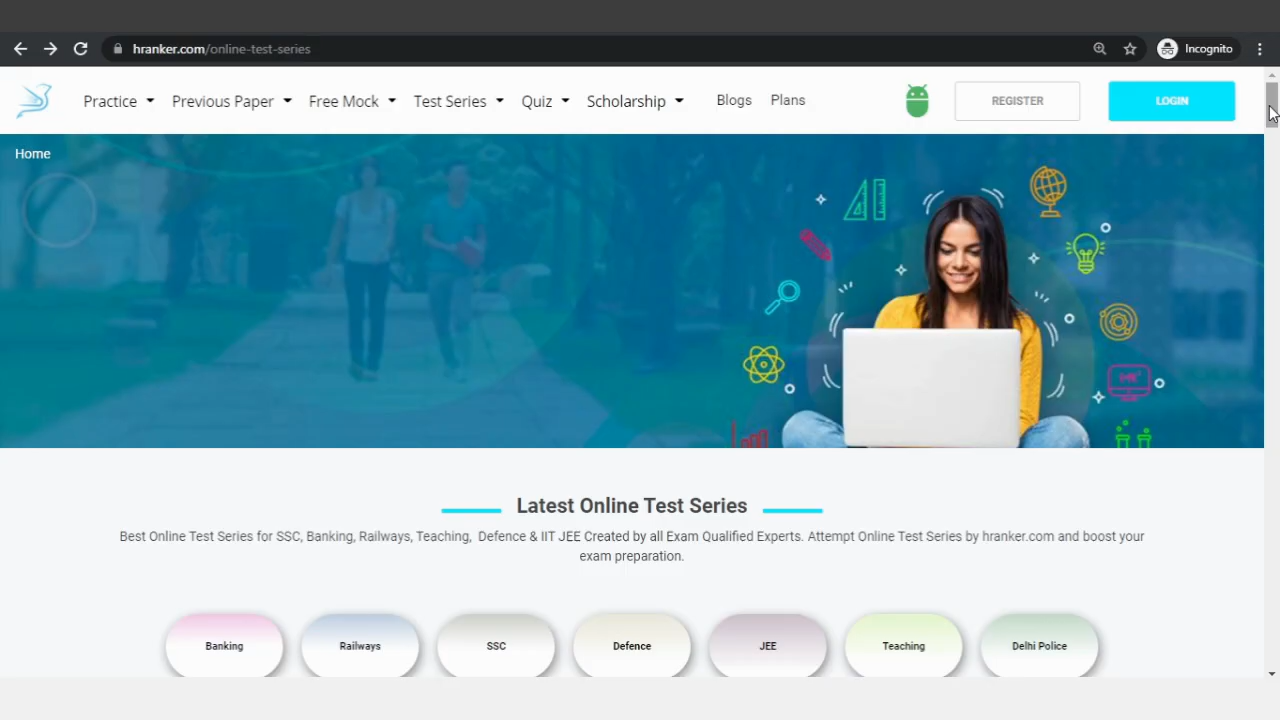 hranker.com/online-test-series
Incognito
Practice Previous Paper Free Mock Test Series Quiz Scholarship Blogs Plans REGISTER LOGIN
Home
Latest Online Test Series
Best Online Test Series for SSC, Banking, Railways, Teaching, Defence & IIT JEE Created by all Exam Qualified Experts. Attempt Online Test Series by hranker.com and boost your
exam preparation.
Banking Railways SSC Defence JEE Teaching Delhi Police